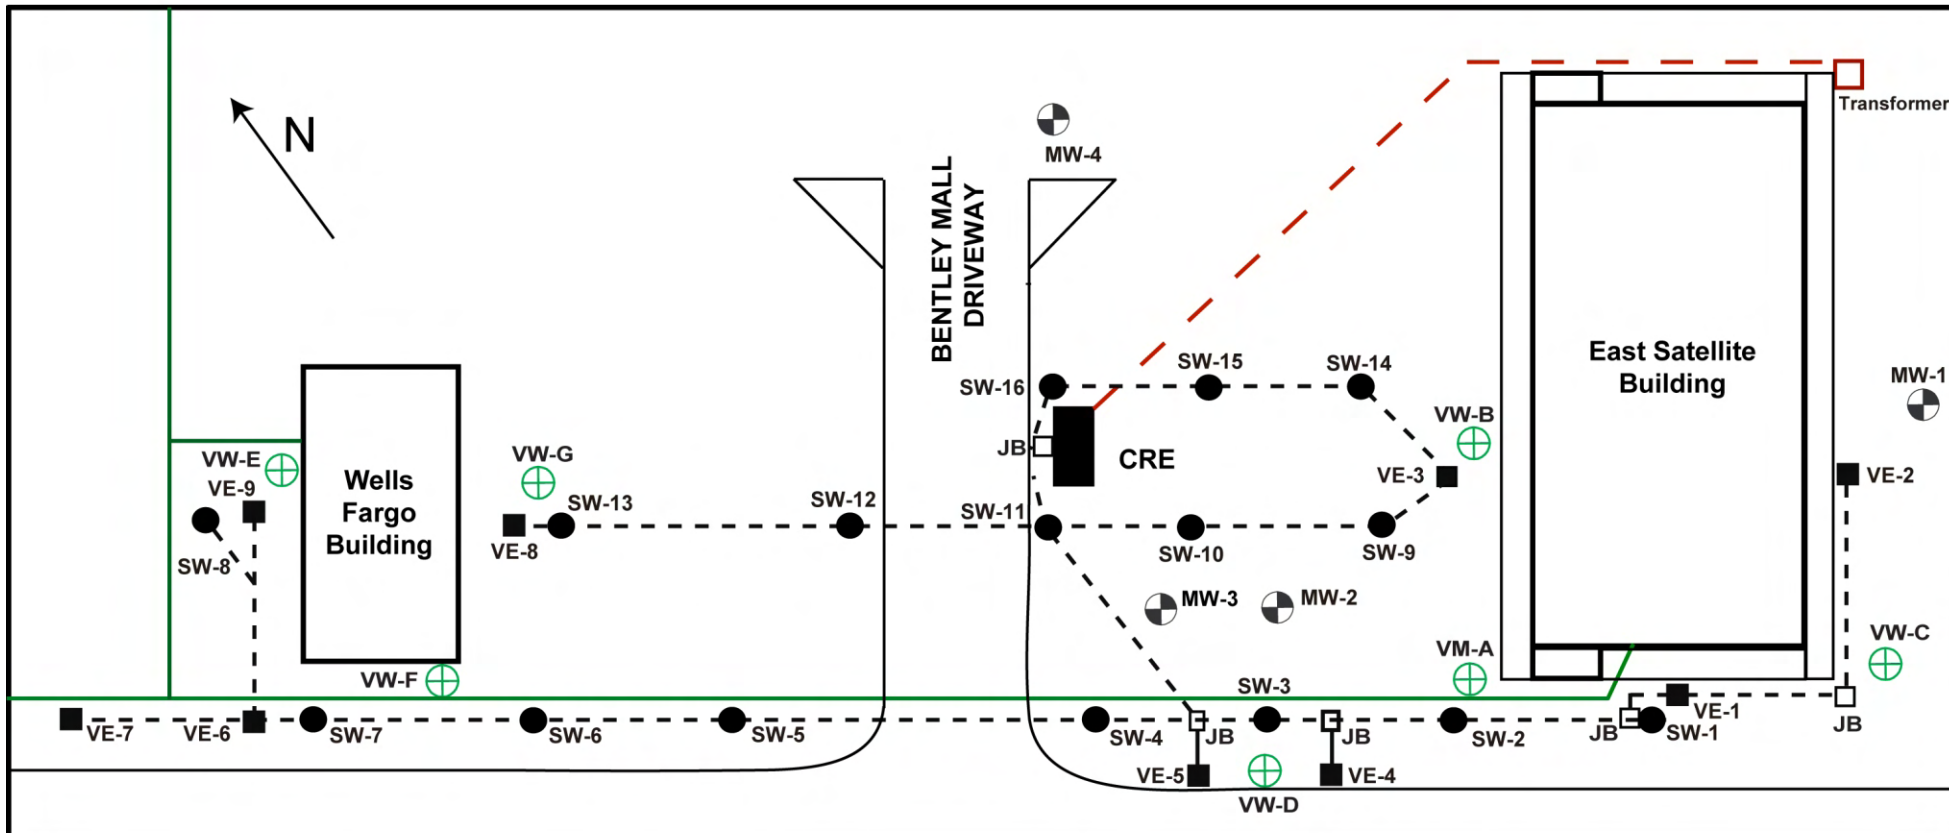 Transformer
N
MW-4
BENTLEY MALL
DRIVEWAY
SW-15
SW-14
East Satellite
Building
SW-16
MW-1
VW-B
JB
CRE
VW-E
VW-G
VE-9
Wells
Fargo
Building
SW-13
SW-12
SW-11
VE-3
VE-2
VE-8
SW-10
SW-9
SW-8
MW-3
MW-2
VW-C
VM-A
VW-F
SW-3
VE-1
VE-7
VE-6
SW-7
SW-6
SW-5
SW-4
JB
JB
SW-2
JB
SW-1
JB
VE-5
VE-4
VW-D